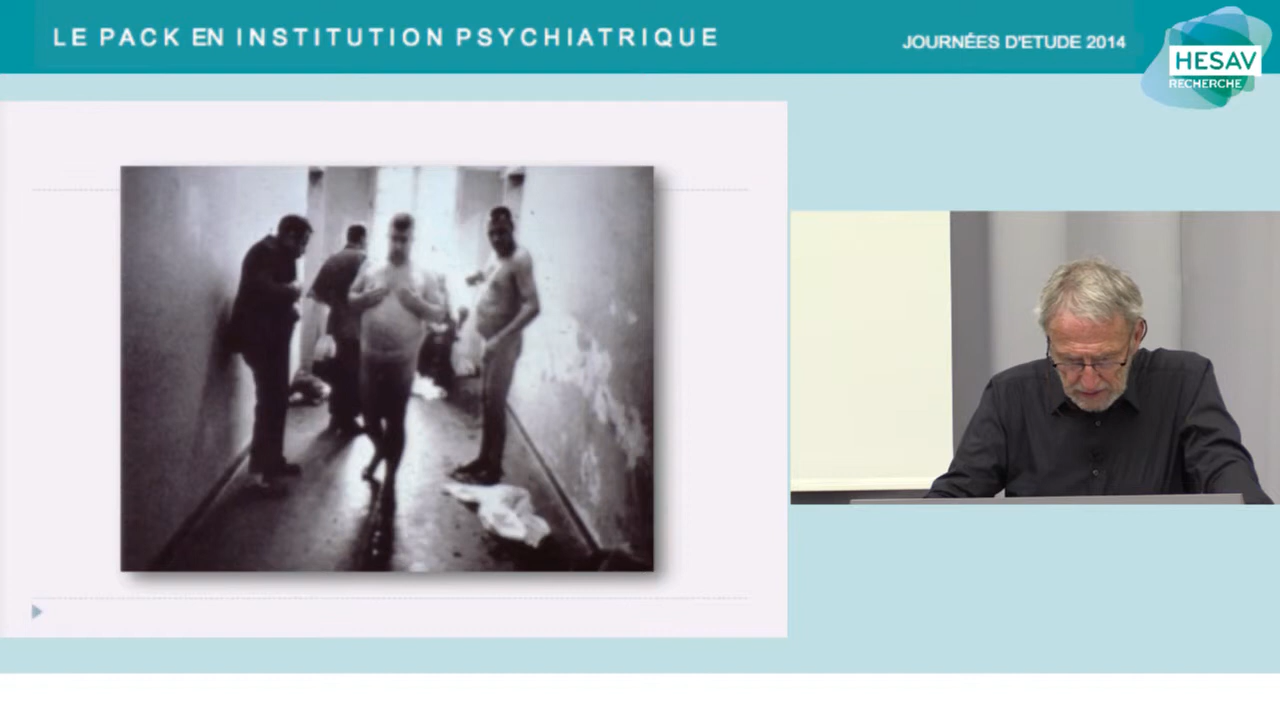 LE PACK EN INSTITUTION PSYCHIATRIQUE
JOURNÉES D'ETUDE 2014
HESAV
RECHERCHE